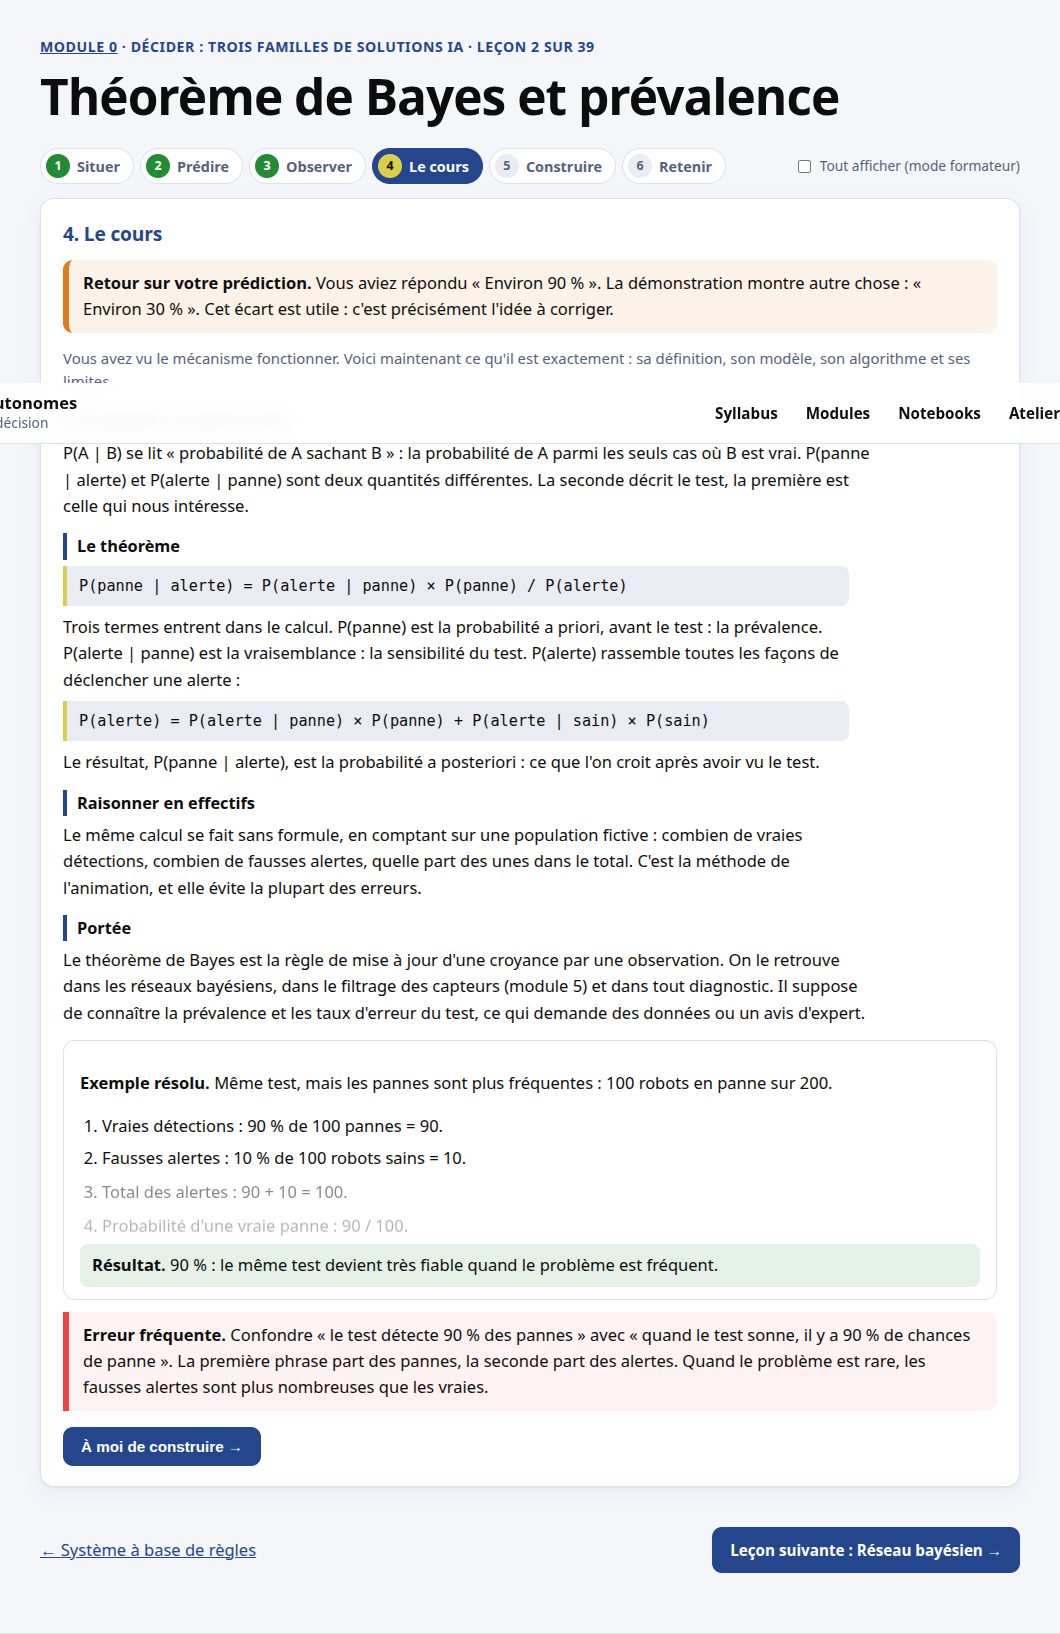 MODULE 0 · DÉCIDER : TROIS FAMILLES DE SOLUTIONS IA · LEÇON 2 SUR 39
Théorème de Bayes et prévalence
1 Situer 2 Prédire 3 Observer 4 Le cours 5 Construire 6 Retenir Tout afficher (mode formateur)
4. Le cours
Retour sur votre prédiction. Vous aviez répondu « Environ 90 % ». La démonstration montre autre chose : «
Environ 30 % ». Cet écart est utile : c'est précisément l'idée à corriger.
Vous avez vu le mécanisme fonctionner. Voici maintenant ce qu'il est exactement : sa définition, son modèle, son algorithme et ses
limites.
utonomes
décision
Syllabus Modules Notebooks Atelier
P(A | B) se lit « probabilité de A sachant B » : la probabilité de A parmi les seuls cas où B est vrai. P(panne
| alerte) et P(alerte | panne) sont deux quantités différentes. La seconde décrit le test, la première est
celle qui nous intéresse.
Le théorème
P(panne | alerte) = P(alerte | panne) × P(panne) / P(alerte)
Trois termes entrent dans le calcul. P(panne) est la probabilité a priori, avant le test : la prévalence.
P(alerte | panne) est la vraisemblance : la sensibilité du test. P(alerte) rassemble toutes les façons de
déclencher une alerte :
P(alerte) = P(alerte | panne) × P(panne) + P(alerte | sain) × P(sain)
Le résultat, P(panne | alerte), est la probabilité a posteriori : ce que l'on croit après avoir vu le test.
Raisonner en effectifs
Le même calcul se fait sans formule, en comptant sur une population fictive : combien de vraies
détections, combien de fausses alertes, quelle part des unes dans le total. C'est la méthode de
l'animation, et elle évite la plupart des erreurs.
Portée
Le théorème de Bayes est la règle de mise à jour d'une croyance par une observation. On le retrouve
dans les réseaux bayésiens, dans le filtrage des capteurs (module 5) et dans tout diagnostic. Il suppose
de connaître la prévalence et les taux d'erreur du test, ce qui demande des données ou un avis d'expert.
Exemple résolu. Même test, mais les pannes sont plus fréquentes : 100 robots en panne sur 200.
1. Vraies détections : 90 % de 100 pannes = 90.
2. Fausses alertes : 10 % de 100 robots sains = 10.
3. Total des alertes : 90 + 10 = 100.
4. Probabilité d'une vraie panne : 90 / 100.
Résultat. 90 % : le même test devient très fiable quand le problème est fréquent.
Erreur fréquente. Confondre « le test détecte 90 % des pannes » avec « quand le test sonne, il y a 90 % de chances
de panne ». La première phrase part des pannes, la seconde part des alertes. Quand le problème est rare, les
fausses alertes sont plus nombreuses que les vraies.
À moi de construire →
← Système à base de règles
Leçon suivante : Réseau bayésien →